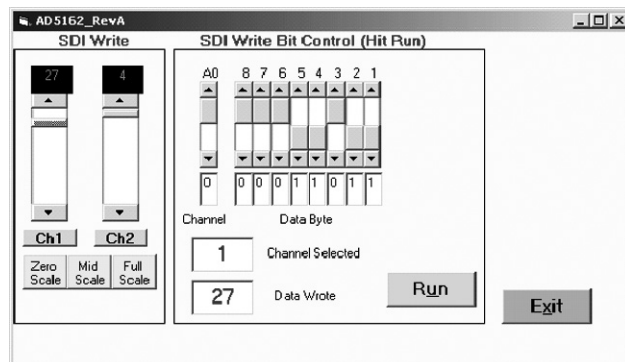 AD5162_RevA
SDI Write
SDI Write Bit Control (Hit Run)
27 4
A0 8 7 6 5 4 3 2 1
0 0 0 0 1 1 0 1 1
Channel Data Byte
Ch1 Ch2
1 Channel Selected
Zero Scale Mid Scale Full Scale
27 Data Wrote
Run
Exit